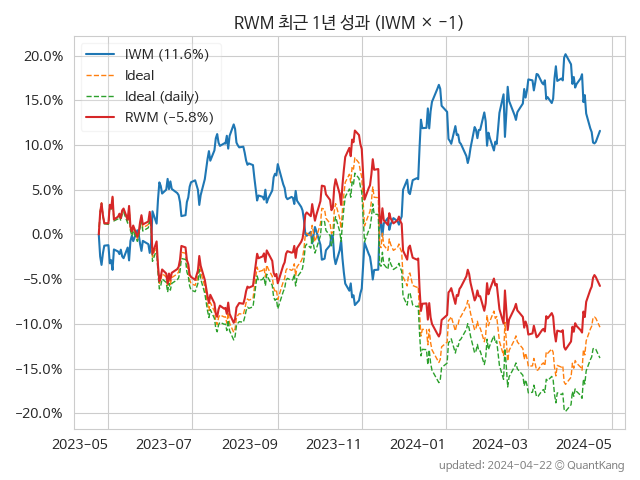 RWM 최근 1년 성과 (IWM × −1)
IWM (11.6%)
Ideal
Ideal (daily)
RWM (−5.8%)
20.0%
15.0%
10.0%
5.0%
0.0%
−5.0%
−10.0%
−15.0%
−20.0%
2023-05 2023-07 2023-09 2023-11 2024-01 2024-03 2024-05
updated: 2024-04-22 © QuantKang